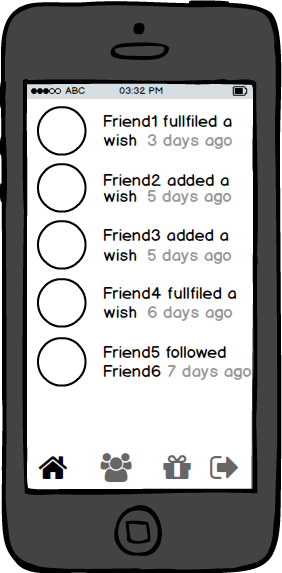 ABC 03:32 PM
Friend1 fullfiled a
wish 3 days ago
Friend2 added a
wish 5 days ago
Friend3 added a
wish 5 days ago
Friend4 fullfiled a
wish 6 days ago
Friend5 followed
Friend6 7 days ago